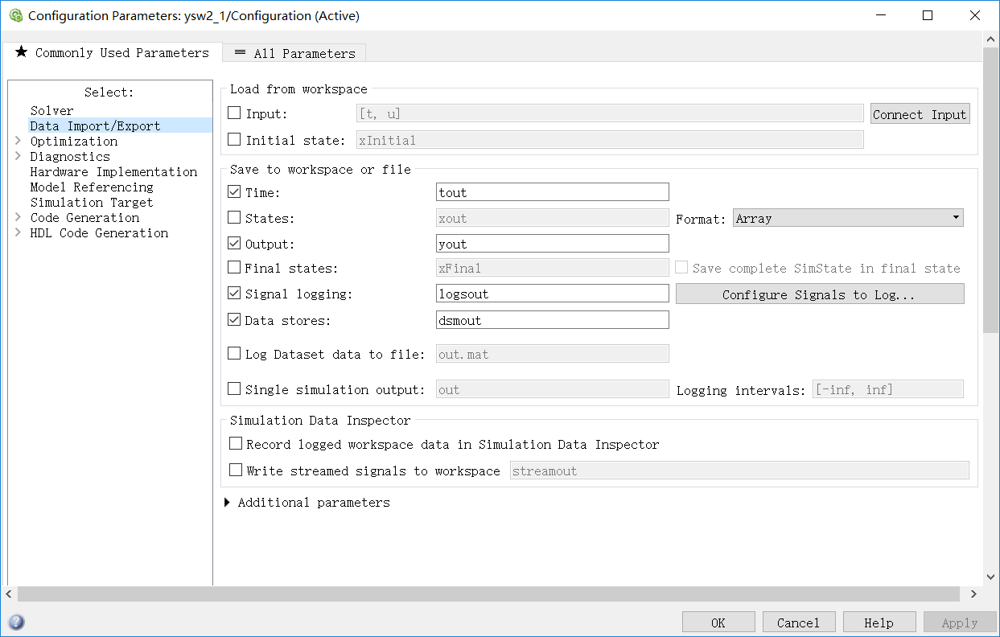 Configuration Parameters: ysw2_1/Configuration (Active)
Commonly Used Parameters
All Parameters
Select:
Solver
Data Import/Export
Optimization
Diagnostics
Hardware Implementation
Model Referencing
Simulation Target
Code Generation
HDL Code Generation
Load from workspace
Input: [t, u] Connect Input
Initial state: xInitial
Save to workspace or file
Time: tout
States: xout Format: Array
Output: yout
Final states: xFinal Save complete SimState in final state
Signal logging: logsout Configure Signals to Log...
Data stores: dsmout
Log Dataset data to file: out.mat
Single simulation output: out Logging intervals: [-inf, inf]
Simulation Data Inspector
Record logged workspace data in Simulation Data Inspector
Write streamed signals to workspace streamout
Additional parameters
OK Cancel Help Apply